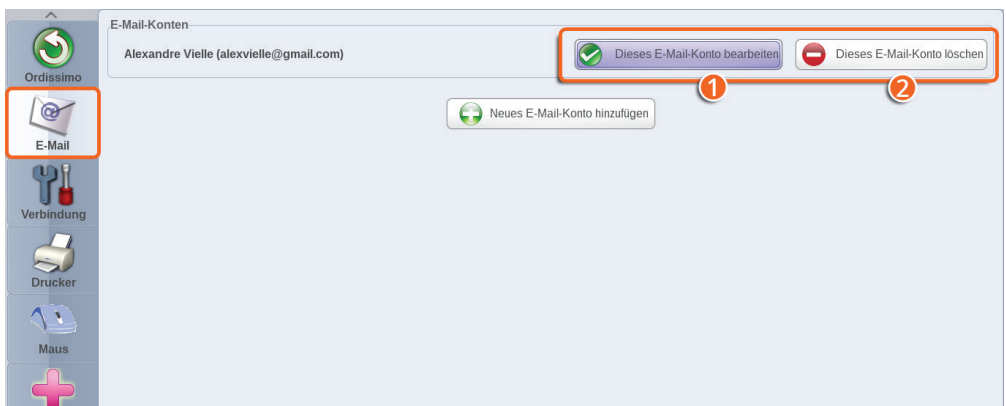 E-Mail-Konten
Alexandre Vielle (alexvielle@gmail.com)
Dieses E-Mail-Konto bearbeiten
Dieses E-Mail-Konto löschen
1
2
Neues E-Mail-Konto hinzufügen
Ordissimo
@
E-Mail
Verbindung
Drucker
Maus